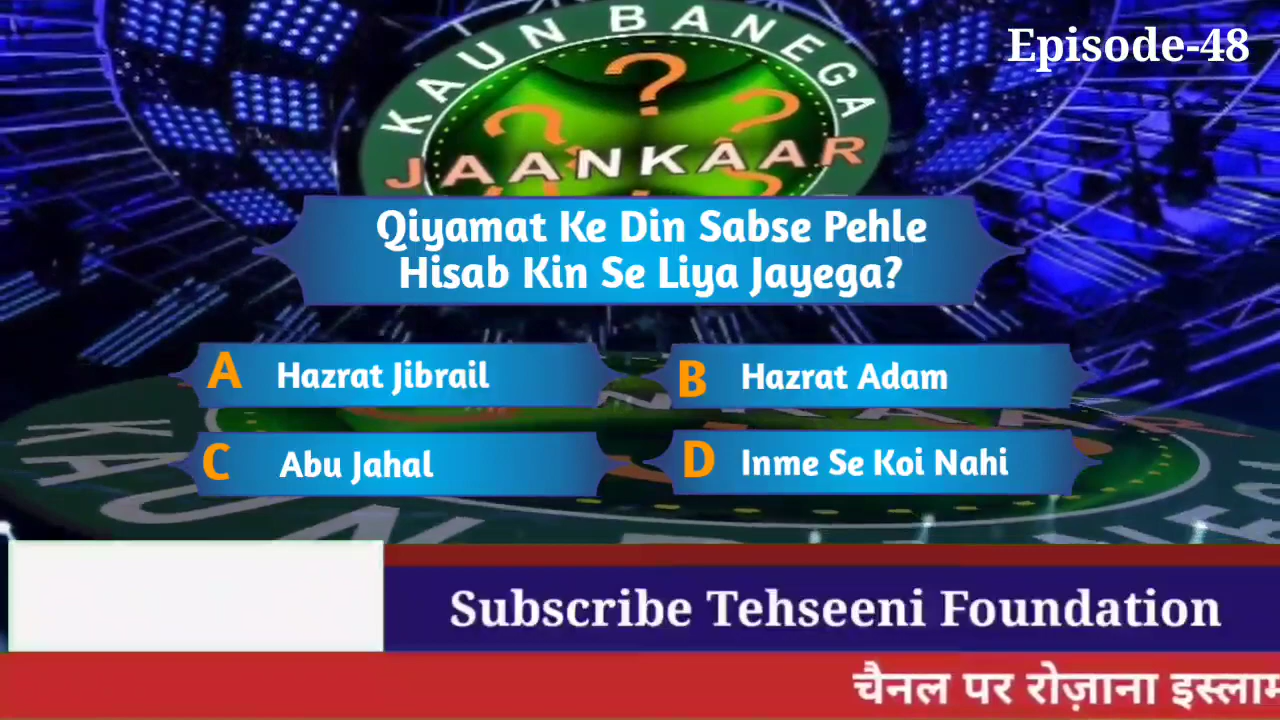 Episode-48
KAUN BANEGA
JAANKAAR
Qiyamat Ke Din Sabse Pehle
Hisab Kin Se Liya Jayega?
A Hazrat Jibrail
B Hazrat Adam
C Abu Jahal
D Inme Se Koi Nahi
Subscribe Tehseeni Foundation
चैनल पर रोज़ाना